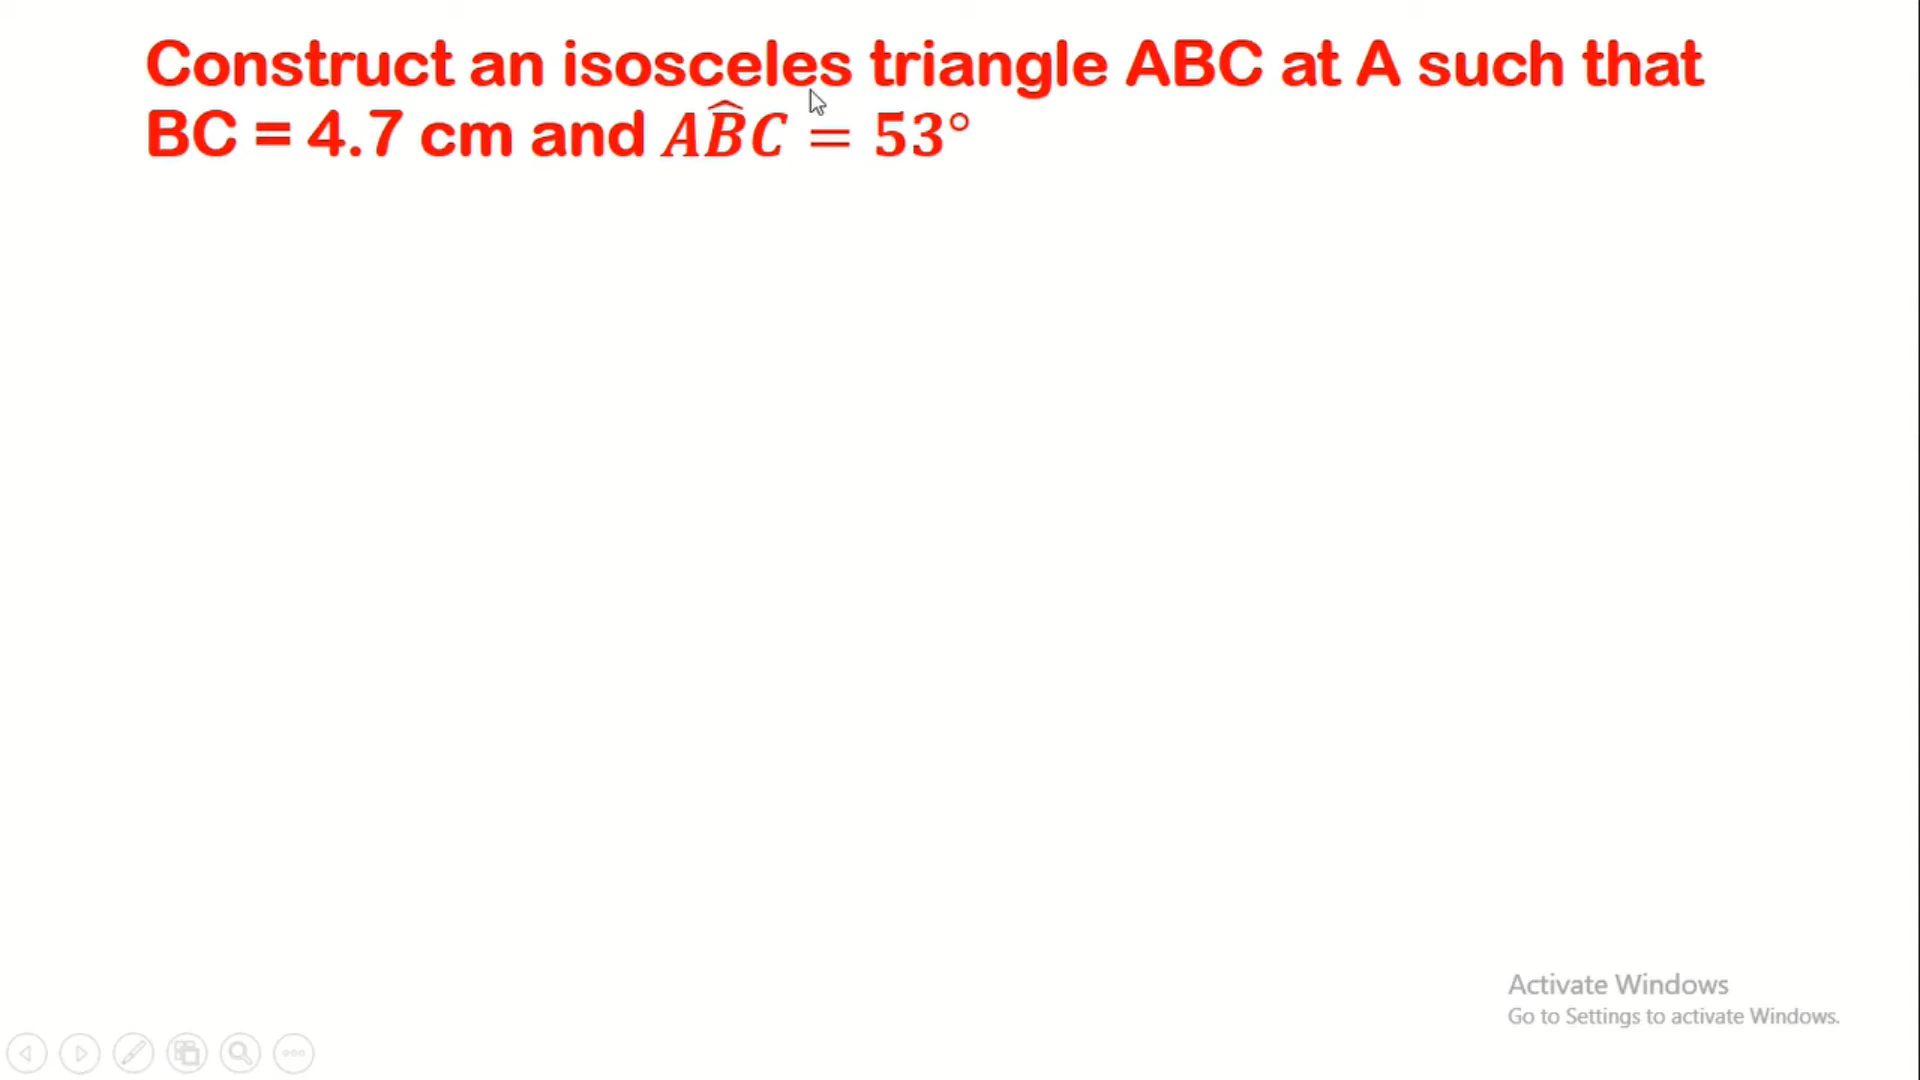 Construct an isosceles triangle ABC at A such that
BC = 4.7 cm and AB̂C = 53°
Activate Windows
Go to Settings to activate Windows.